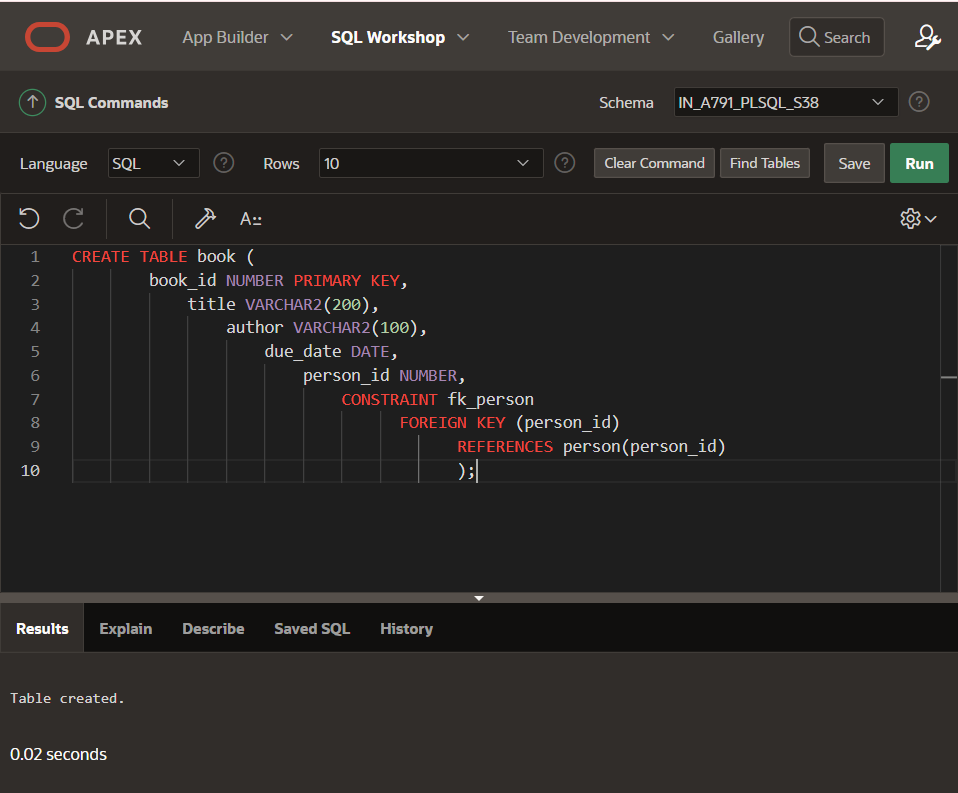 APEX App Builder SQL Workshop Team Development Gallery Search
SQL Commands Schema IN_A791_PLSQL_S38
Language SQL Rows 10 Clear Command Find Tables Save Run
A::
1 CREATE TABLE book (
2 book_id NUMBER PRIMARY KEY,
3 title VARCHAR2(200),
4 author VARCHAR2(100),
5 due_date DATE,
6 person_id NUMBER,
7 CONSTRAINT fk_person
8 FOREIGN KEY (person_id)
9 REFERENCES person(person_id)
10 );
Results Explain Describe Saved SQL History
Table created.
0.02 seconds